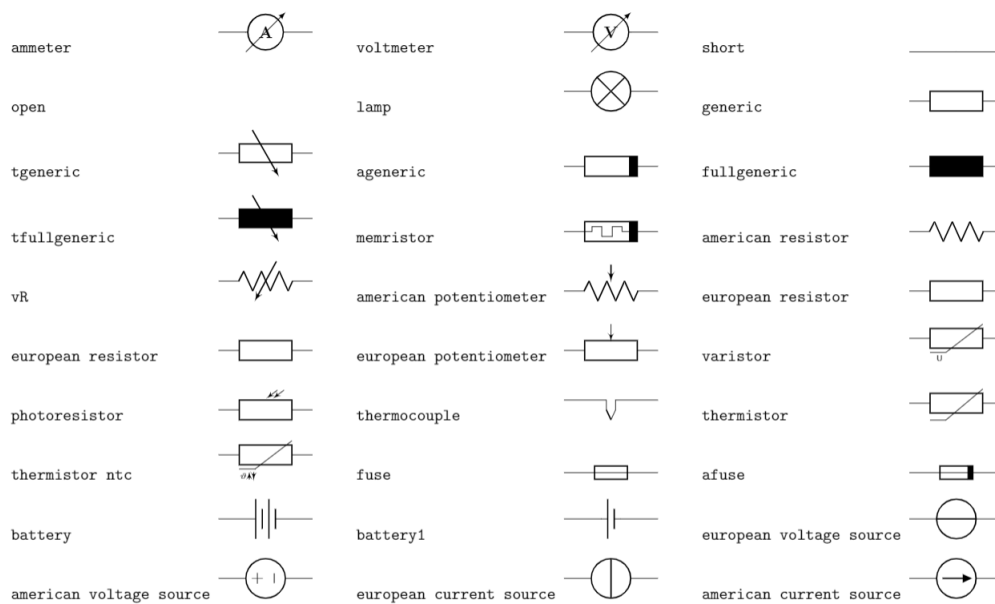 ammeter A voltmeter V short
open lamp generic
tgeneric ageneric fullgeneric
tfullgeneric memristor american resistor
vR american potentiometer european resistor
european resistor european potentiometer varistor
U
photoresistor thermocouple thermistor
thermistor ntc fuse afuse
battery battery1 european voltage source
american voltage source + | european current source american current source